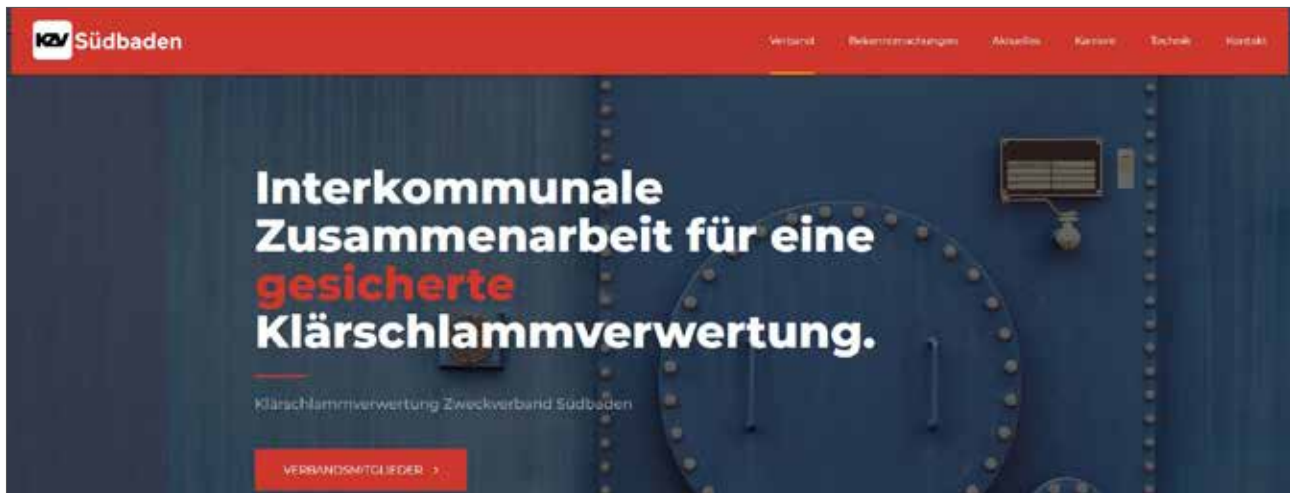 KZV Südbaden
Verband Bekanntmachungen Aktuelles Karriere Technik Kontakt
Interkommunale
Zusammenarbeit für eine
gesicherte
Klärschlammverwertung.
Klärschlammverwertung Zweckverband Südbaden
VERBANDSMITGLIEDER >